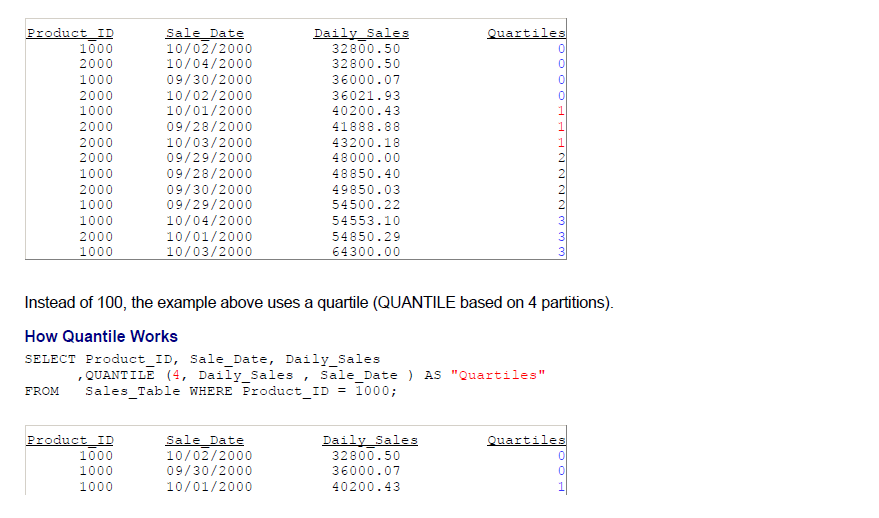 Product_ID Sale_Date Daily_Sales Quartiles
1000 10/02/2000 32800.50 0
2000 10/04/2000 32800.50 0
1000 09/30/2000 36000.07 0
2000 10/02/2000 36021.93 0
1000 10/01/2000 40200.43 1
2000 09/28/2000 41888.88 1
2000 10/03/2000 43200.18 1
2000 09/29/2000 48000.00 2
1000 09/28/2000 48850.40 2
2000 09/30/2000 49850.03 2
1000 09/29/2000 54500.22 2
1000 10/04/2000 54553.10 3
2000 10/01/2000 54850.29 3
1000 10/03/2000 64300.00 3
Instead of 100, the example above uses a quartile (QUANTILE based on 4 partitions).
How Quantile Works
SELECT Product_ID, Sale_Date, Daily_Sales
,QUANTILE (4, Daily_Sales , Sale_Date ) AS "Quartiles"
FROM Sales_Table WHERE Product_ID = 1000;
Product_ID Sale_Date Daily_Sales Quartiles
1000 10/02/2000 32800.50 0
1000 09/30/2000 36000.07 0
1000 10/01/2000 40200.43 1